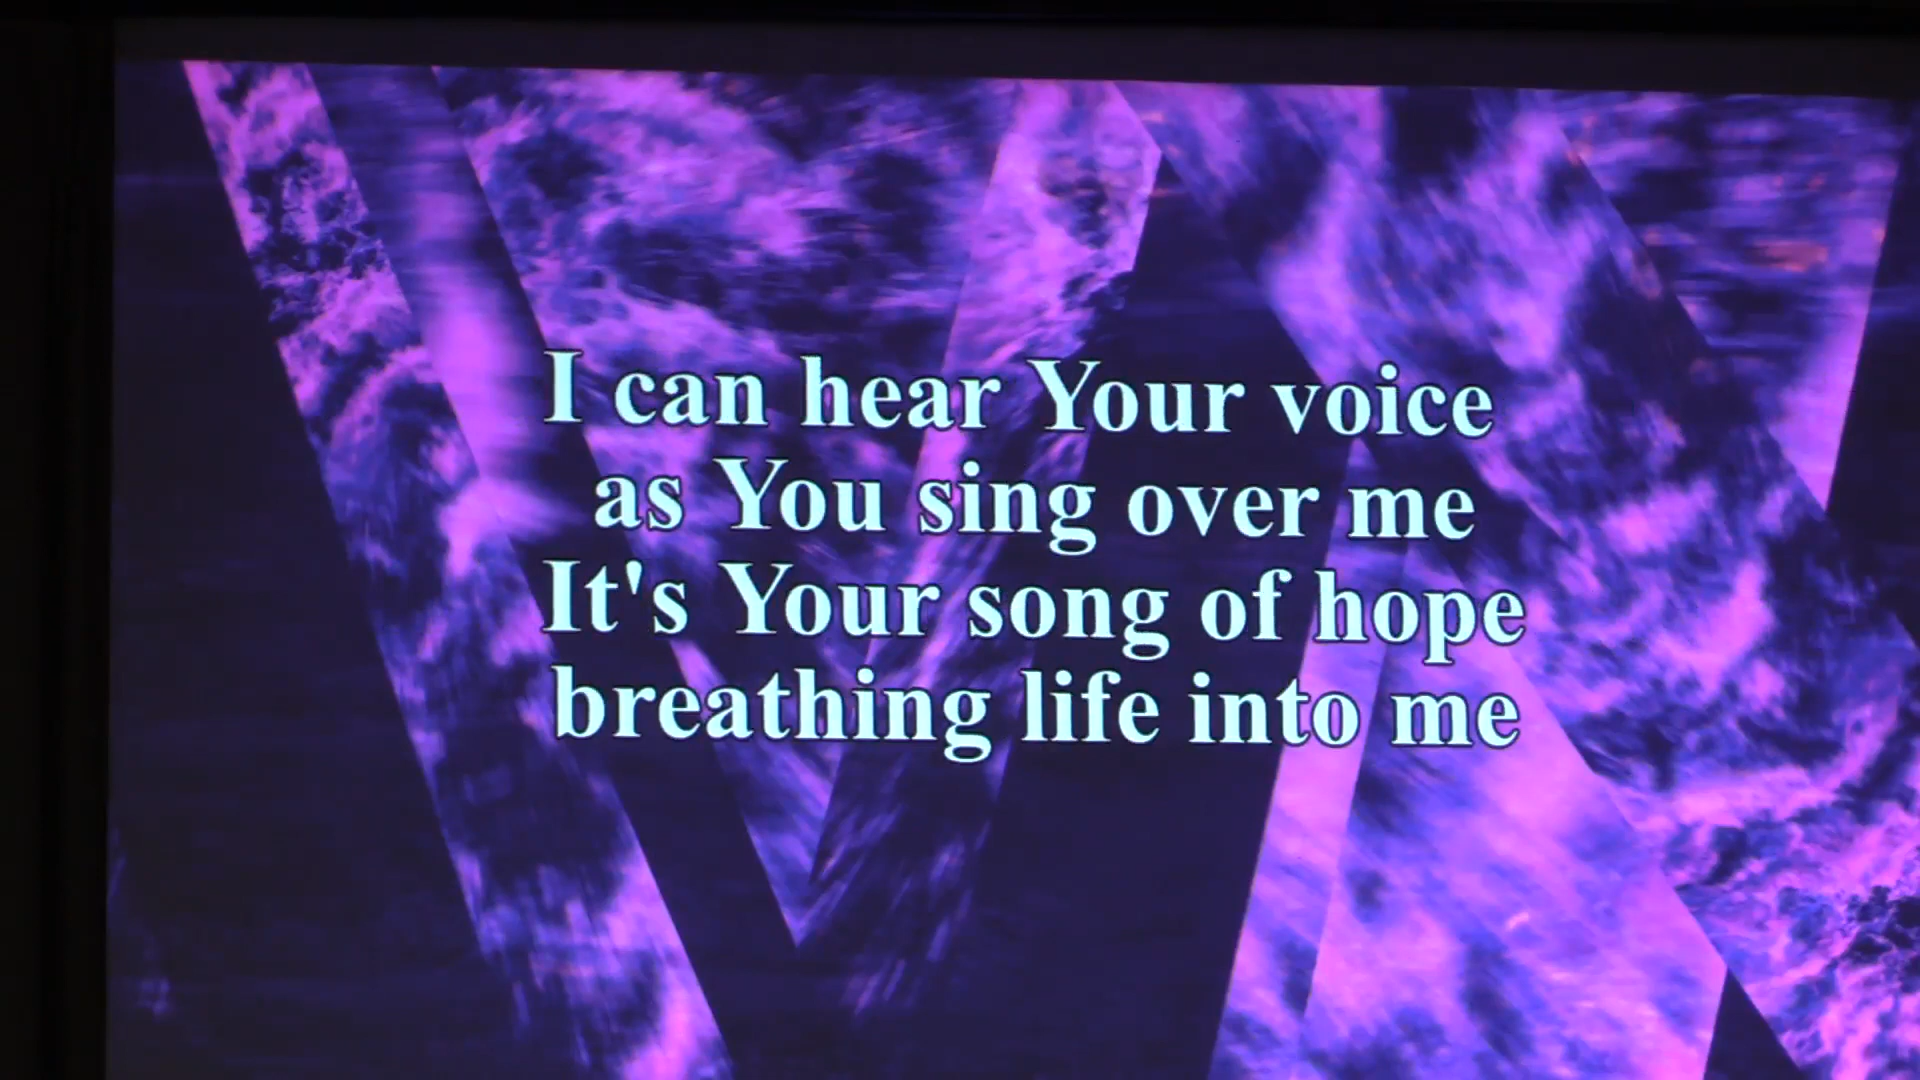 I can hear Your voice
as You sing over me
It's Your song of hope
breathing life into me